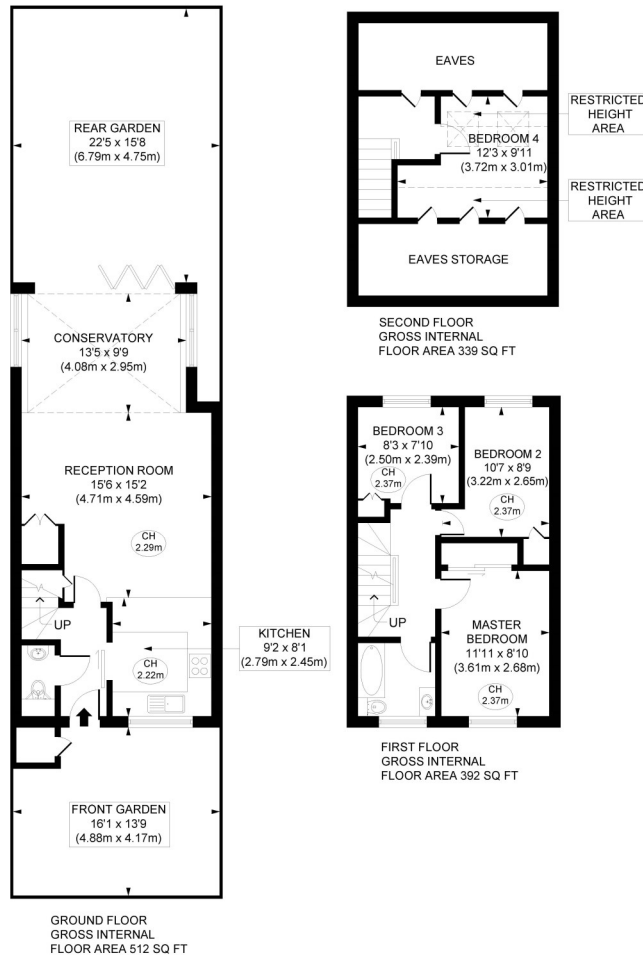 REAR GARDEN
22'5 x 15'8
(6.79m x 4.75m)
CONSERVATORY
13'5 x 9'9
(4.08m x 2.95m)
RECEPTION ROOM
15'6 x 15'2
(4.71m x 4.59m)
CH
2.29m
UP
CH
2.22m
KITCHEN
9'2 x 8'1
(2.79m x 2.45m)
FRONT GARDEN
16'1 x 13'9
(4.88m x 4.17m)
GROUND FLOOR
GROSS INTERNAL
FLOOR AREA 512 SQ FT
EAVES
RESTRICTED
HEIGHT
AREA
BEDROOM 4
12'3 x 9'11
(3.72m x 3.01m)
RESTRICTED
HEIGHT
AREA
EAVES STORAGE
SECOND FLOOR
GROSS INTERNAL
FLOOR AREA 339 SQ FT
BEDROOM 3
8'3 x 7'10
(2.50m x 2.39m)
CH
2.37m
BEDROOM 2
10'7 x 8'9
(3.22m x 2.65m)
CH
2.37m
UP
MASTER
BEDROOM
11'11 x 8'10
(3.61m x 2.68m)
CH
2.37m
FIRST FLOOR
GROSS INTERNAL
FLOOR AREA 392 SQ FT